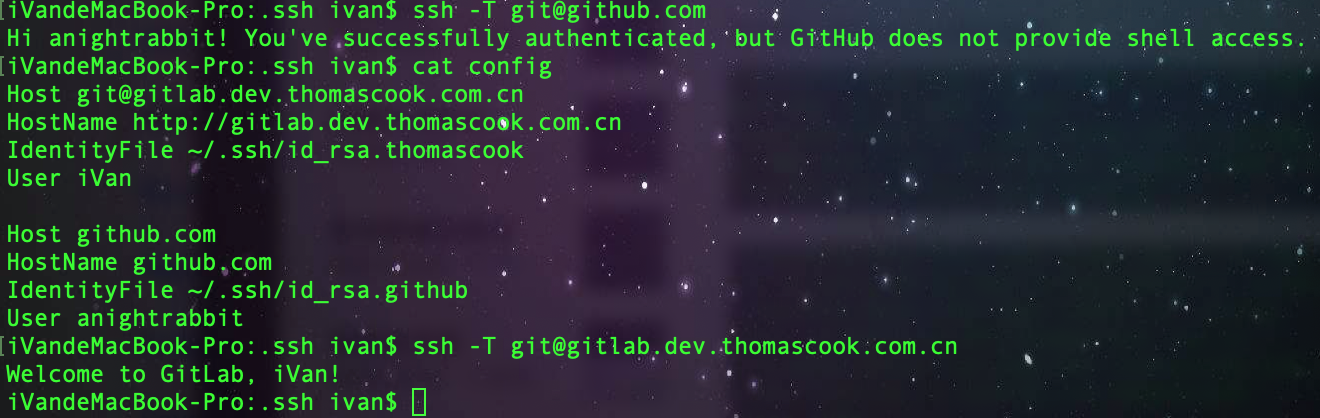 [iVandeMacBook-Pro:.ssh ivan$ ssh -T git@github.com
Hi anightrabbit! You've successfully authenticated, but GitHub does not provide shell access.
[iVandeMacBook-Pro:.ssh ivan$ cat config
Host git@gitlab.dev.thomascook.com.cn
HostName http://gitlab.dev.thomascook.com.cn
IdentityFile ~/.ssh/id_rsa.thomascook
User iVan
Host github.com
HostName github.com
IdentityFile ~/.ssh/id_rsa.github
User anightrabbit
[iVandeMacBook-Pro:.ssh ivan$ ssh -T git@gitlab.dev.thomascook.com.cn
Welcome to GitLab, iVan!
iVandeMacBook-Pro:.ssh ivan$